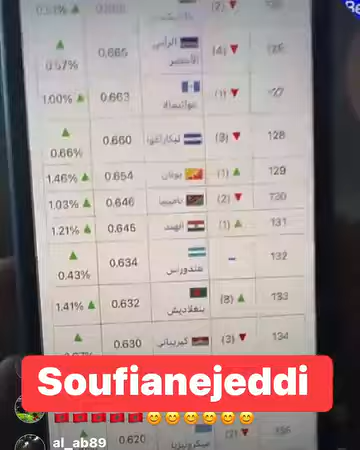 0.665
الرأس
الأخضر
(4) ▼
126
0.57%
1.00% ▲ 0.663 غواتيمالا (1) ▼ 127
0.660 نيكاراغوا (3) ▼ 128
0.66%
1.46% ▲ 0.654 بوتان (1) ▲ 129
1.03% ▲ 0.646 ناميبيا (2) ▼ 130
1.21% ▲ 0.645 الهند (1) ▲ 131
0.634 هندوراس - 132
0.43%
1.41% ▲ 0.632 بنغلاديش (8) ▲ 133
0.630 كيريباتي (3) ▼ 134
Soufianejeddi
al_ab89
0.620 ميكرونيزيا